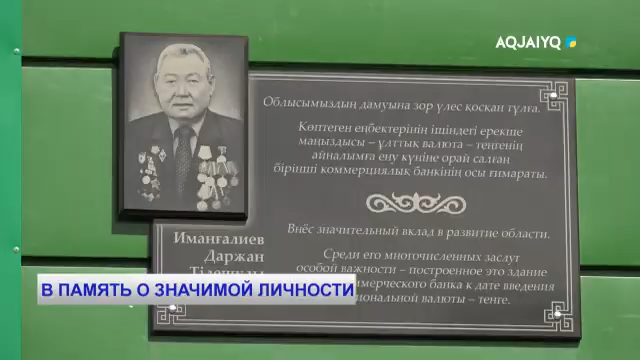 AQJAIYQ
Облысымыздың дамуына зор үлес қосқан тұлға.
Көптеген еңбектерінің ішіндегі ерекше
маңыздысы – ұлттық валюта – теңгенің
айналымға ену күніне орай салған
бірінші коммерциялық банкінің осы ғимараты.
Внёс значительный вклад в развитие области.
Среди его многочисленных заслуг
особой важности – построенное это здание
банка к дате введения
валюты – тенге.
Иманғалиев
Даржан
В ПАМЯТЬ О ЗНАЧИМОЙ ЛИЧНОСТИ